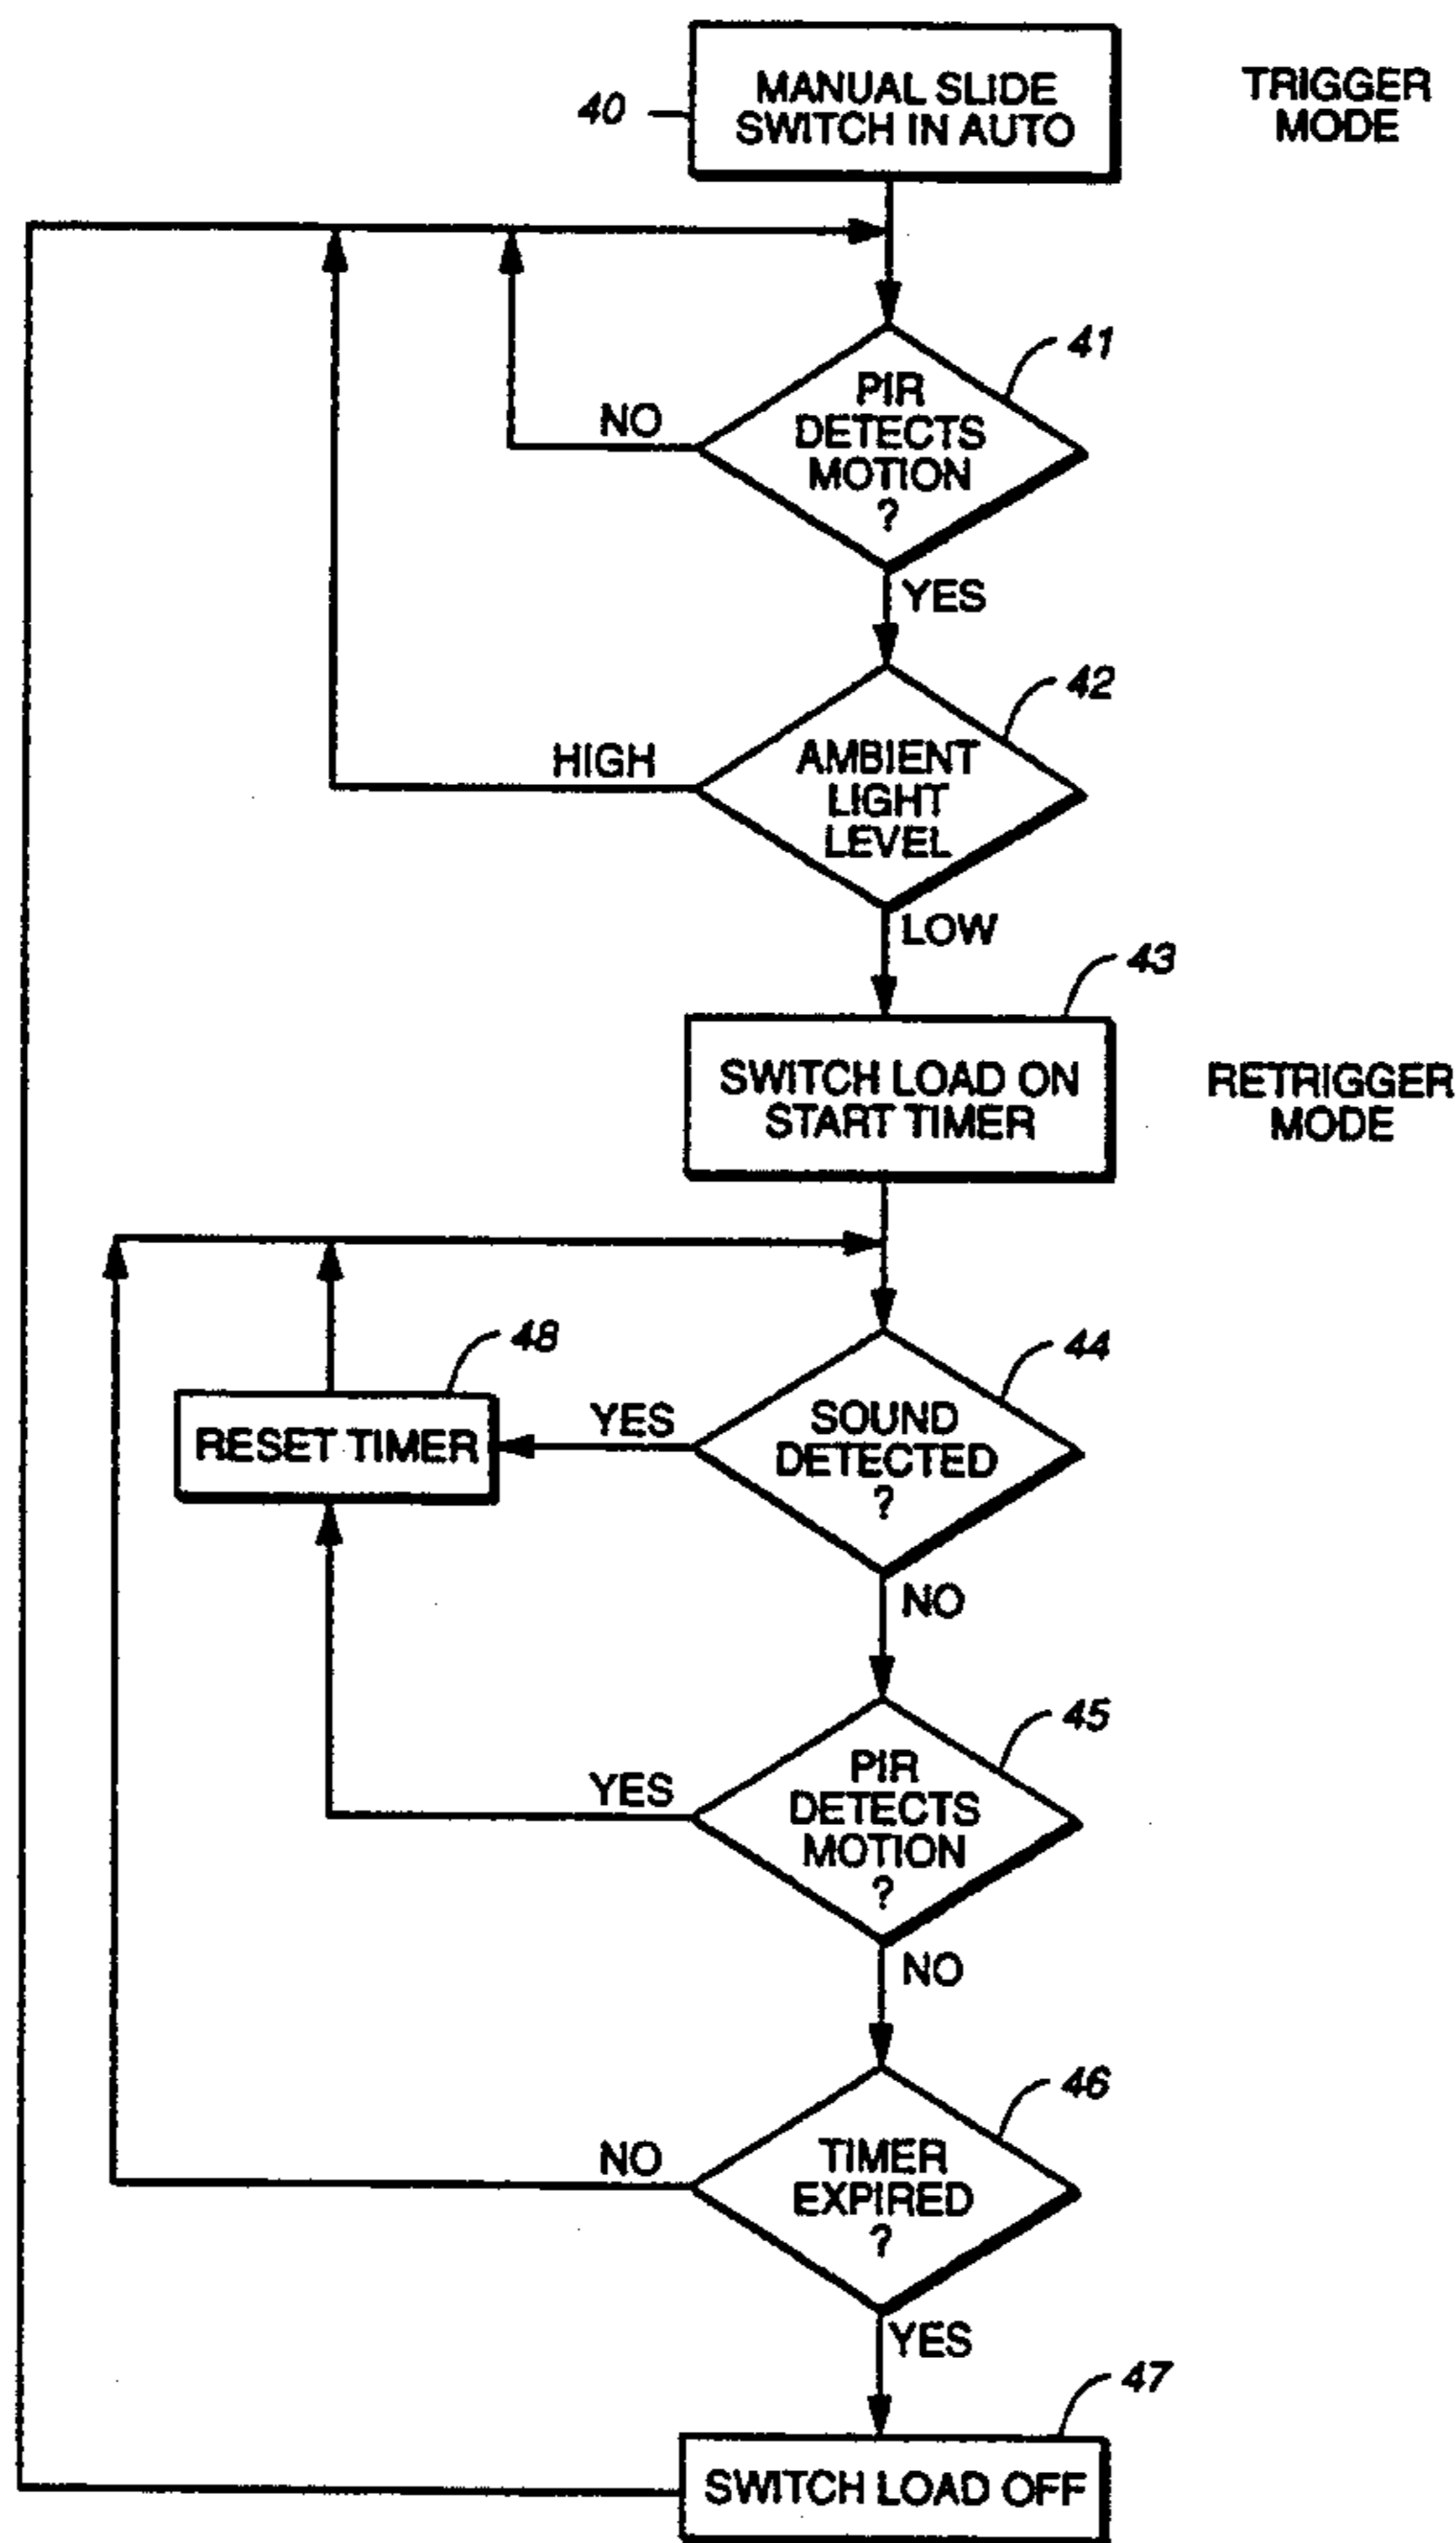 MANUAL SLIDE
SWITCH IN AUTO
40
TRIGGER
MODE
41
PIR
DETECTS
MOTION
?
NO
YES
42
AMBIENT
LIGHT
LEVEL
HIGH
LOW
43
SWITCH LOAD ON
START TIMER
RETRIGGER
MODE
48
RESET TIMER
YES
44
SOUND
DETECTED
?
NO
45
PIR
DETECTS
MOTION
?
YES
NO
46
TIMER
EXPIRED
?
NO
YES
47
SWITCH LOAD OFF